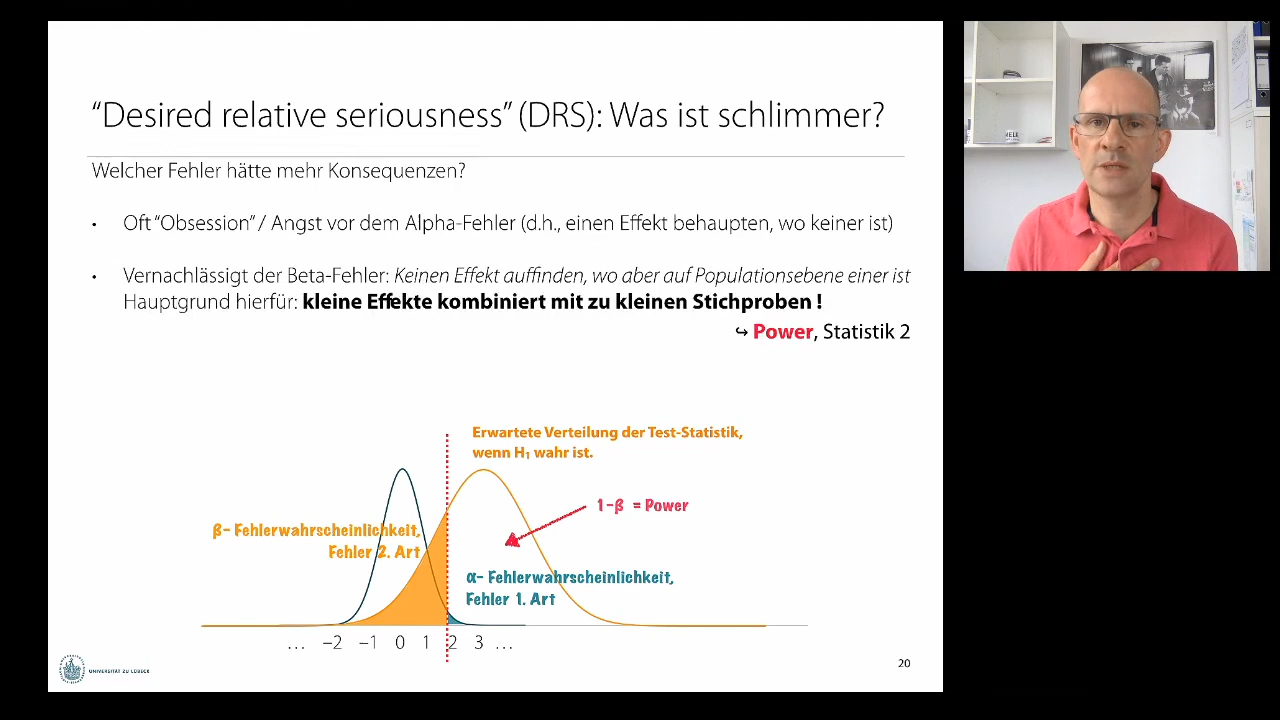 “Desired relative seriousness” (DRS): Was ist schlimmer?
Welcher Fehler hätte mehr Konsequenzen?
• Oft “Obsession” / Angst vor dem Alpha-Fehler (d.h., einen Effekt behaupten, wo keiner ist)
• Vernachlässigt der Beta-Fehler: Keinen Effekt auffinden, wo aber auf Populationsebene einer ist
Hauptgrund hierfür: kleine Effekte kombiniert mit zu kleinen Stichproben !
↪ Power, Statistik 2
Erwartete Verteilung der Test-Statistik,
wenn H₁ wahr ist.
1-β = Power
β- Fehlerwahrscheinlichkeit,
Fehler 2. Art
α- Fehlerwahrscheinlichkeit,
Fehler 1. Art
… −2 −1 0 1 2 3 …
UNIVERSITÄT ZU LÜBECK
20